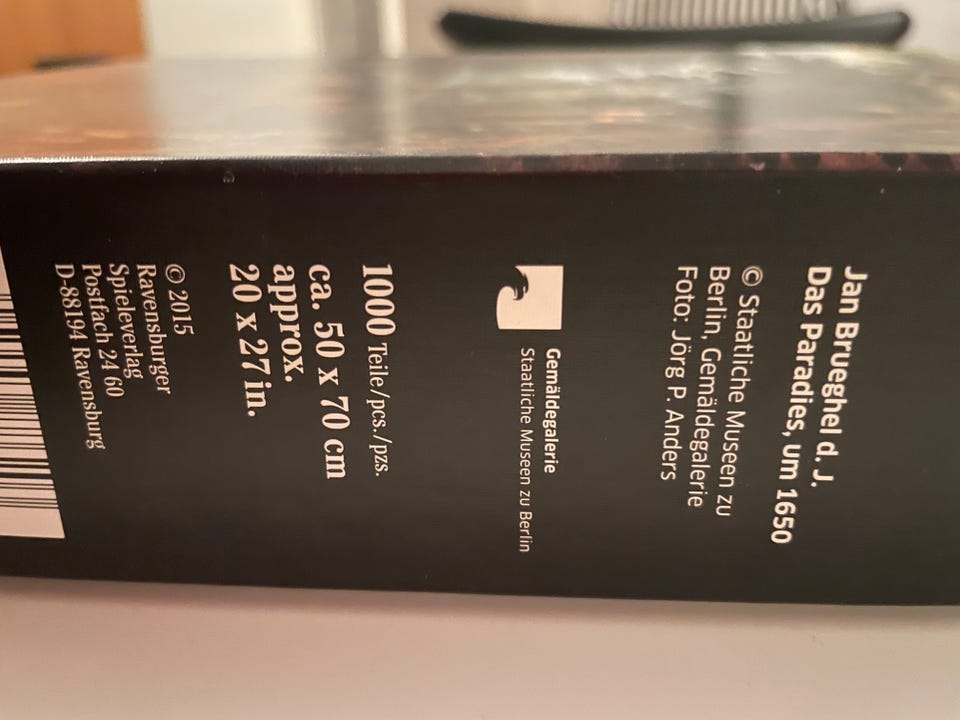 Jan Brueghel d. J.
Das Paradies, um 1650
© Staatliche Museen zu
Berlin, Gemäldegalerie
Foto: Jörg P. Anders
Gemäldegalerie
Staatliche Museen zu Berlin
1000 Teile/pcs./pzs.
ca. 50 x 70 cm
approx.
20 x 27 in.
© 2015
Ravensburger
Spieleverlag
Postfach 24 60
D-88194 Ravensburg